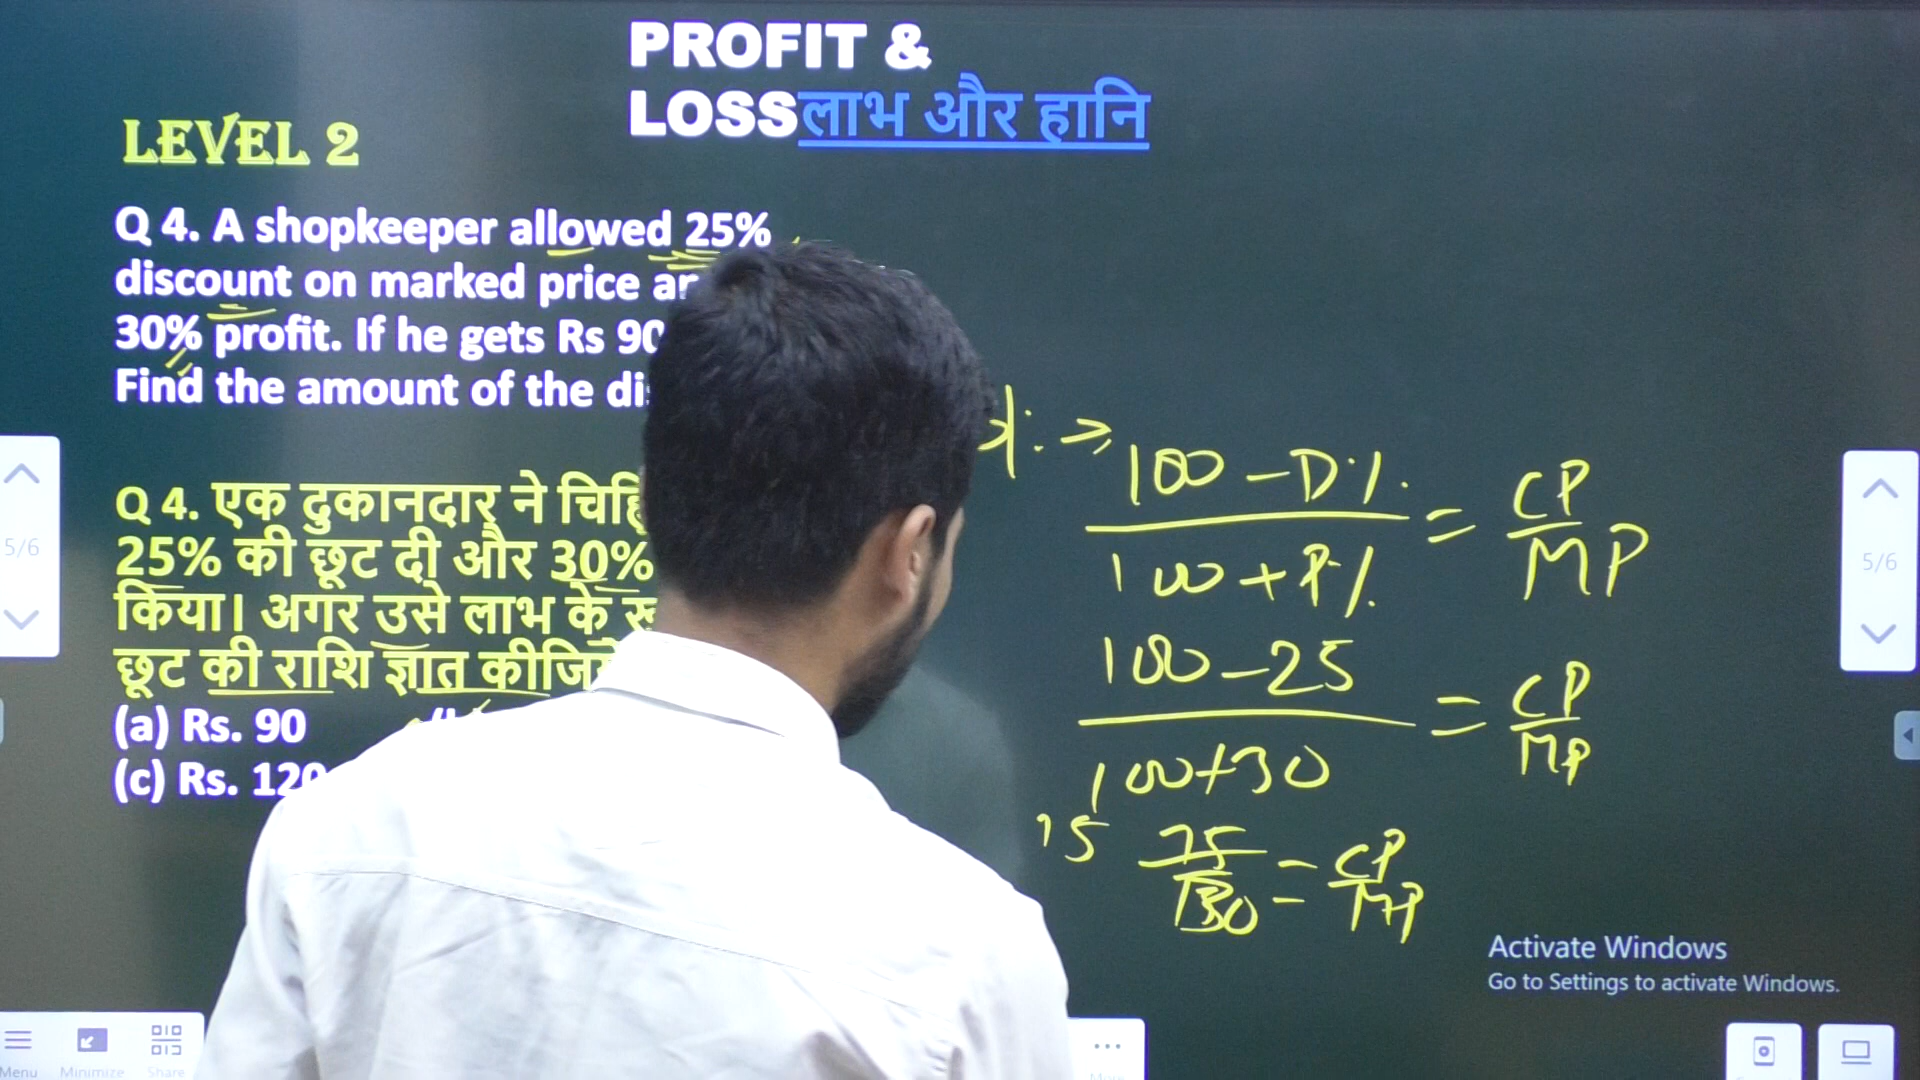 PROFIT &
LOSSलाभ और हानि
LEVEL 2
Q 4. A shopkeeper allowed 25%
discount on marked price
30% profit. If he gets Rs 90
Find the amount of the
Q 4. एक दुकानदार ने
25% की छूट दी और 30%
किया। अगर उसे लाभ के
छूट की राशि ज्ञात
(a) Rs. 90
(c) Rs. 120
100 - D% / 100 + P% = CP / MP
100 - 25 / 100 + 30 = CP / MP
15 75 / 130 = CP / MP
5/6
5/6
Activate Windows
Go to Settings to activate Windows.
Menu Minimize Share
More